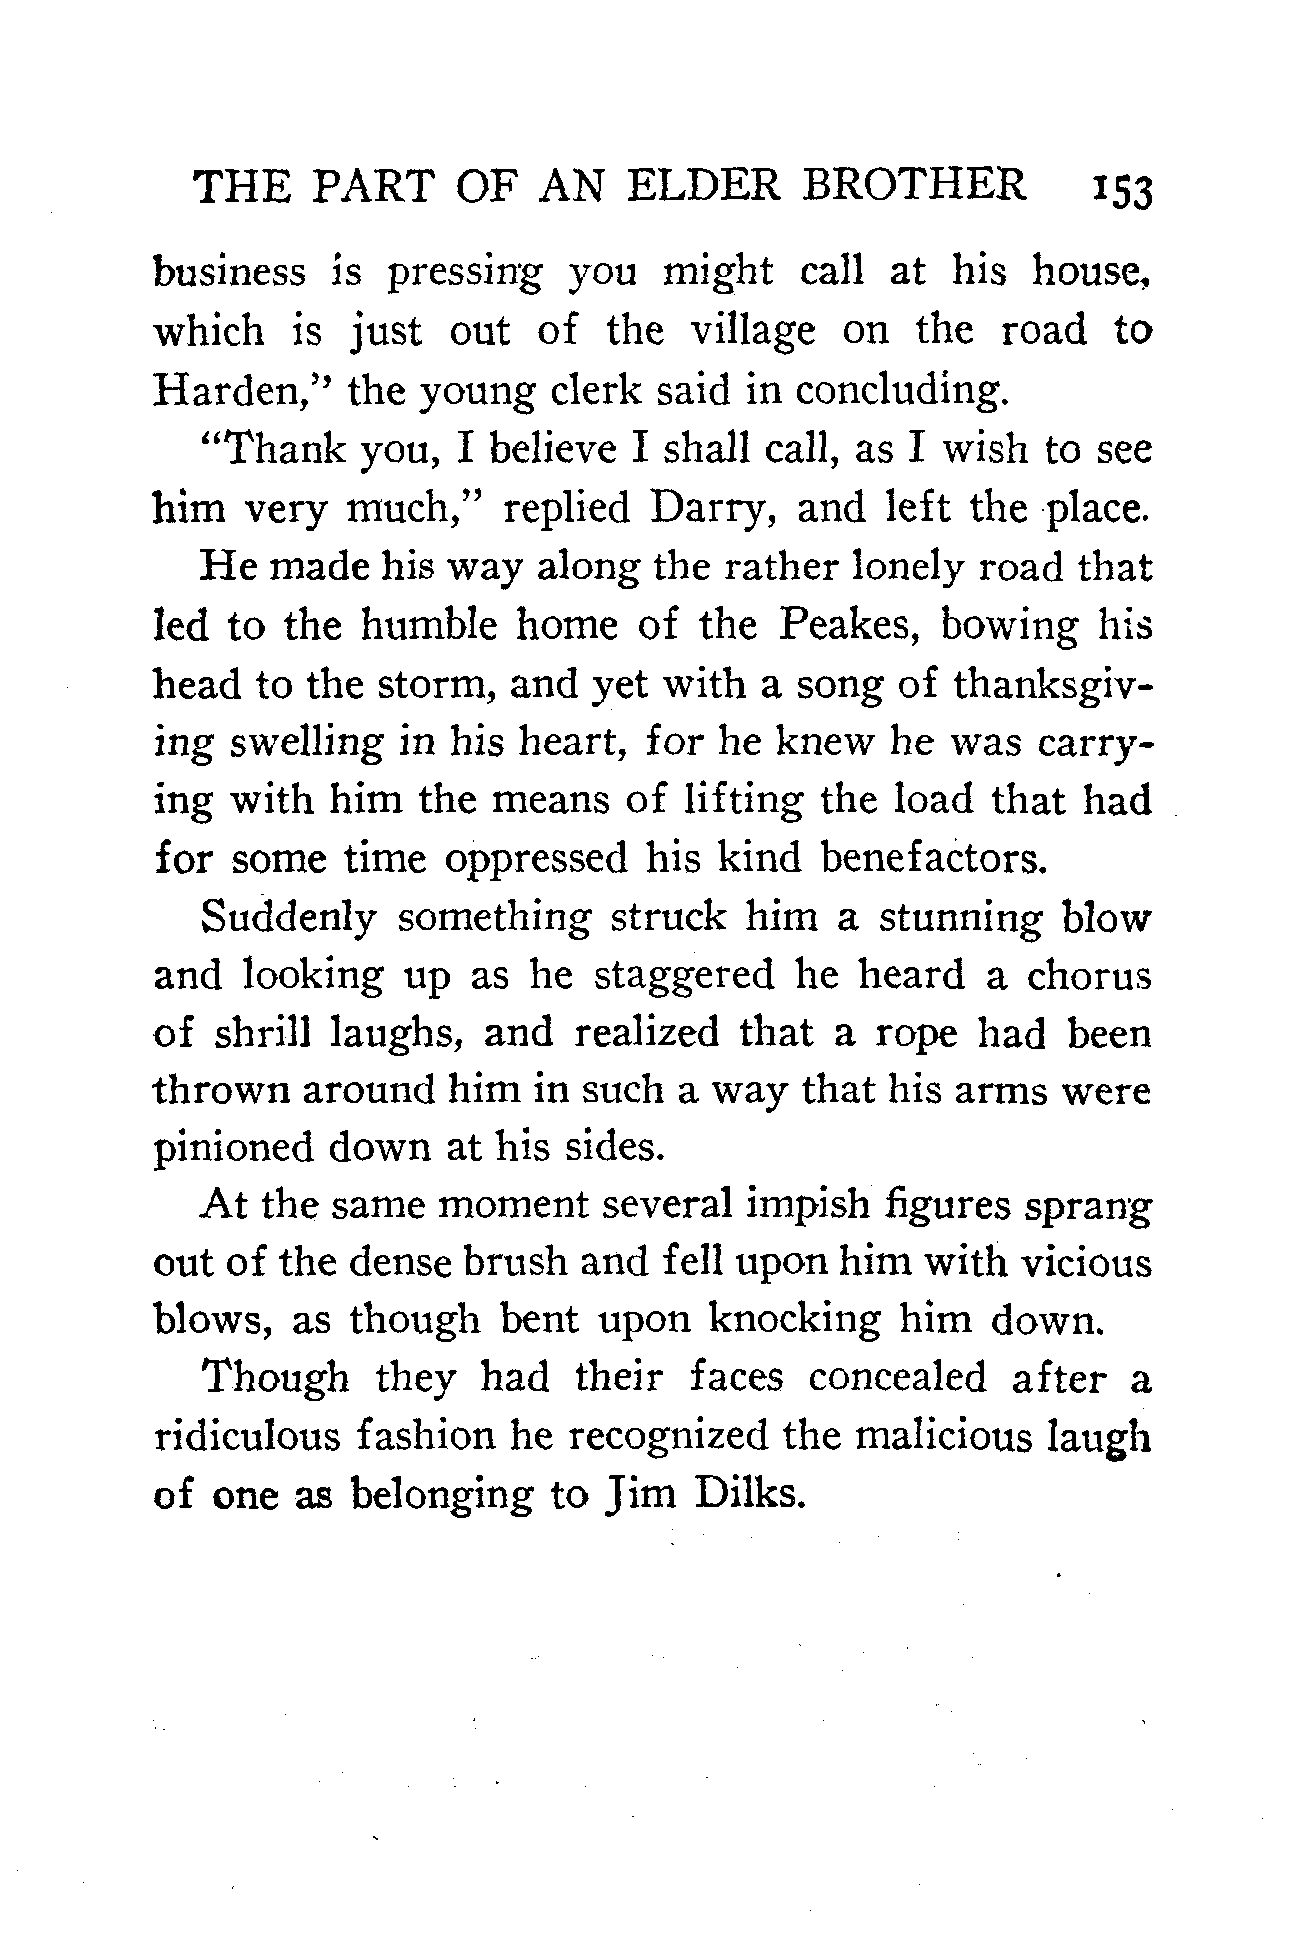 THE PART OF AN ELDER BROTHER 153
business is pressing you might call at his house,
which is just out of the village on the road to
Harden,” the young clerk said in concluding.
“Thank you, I believe I shall call, as I wish to see
him very much,” replied Darry, and left the place.
He made his way along the rather lonely road that
led to the humble home of the Peakes, bowing his
head to the storm, and yet with a song of thanksgiv-
ing swelling in his heart, for he knew he was carry-
ing with him the means of lifting the load that had
for some time oppressed his kind benefactors.
Suddenly something struck him a stunning blow
and looking up as he staggered he heard a chorus
of shrill laughs, and realized that a rope had been
thrown around him in such a way that his arms were
pinioned down at his sides.
At the same moment several impish figures sprang
out of the dense brush and fell upon him with vicious
blows, as though bent upon knocking him down.
Though they had their faces concealed after a
ridiculous fashion he recognized the malicious laugh
of one as belonging to Jim Dilks.